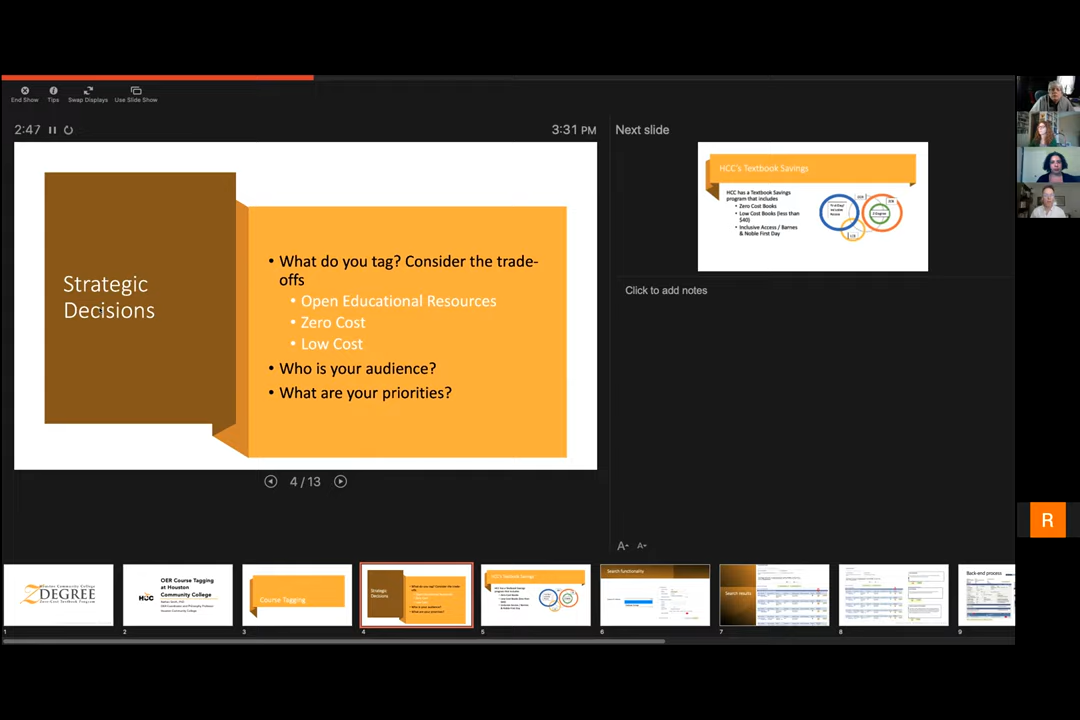 End Show
Tips
Swap Displays
Use Slide Show
2:47
3:31 PM
Next slide
Strategic
Decisions
• What do you tag? Consider the trade-
offs
• Open Educational Resources
• Zero Cost
• Low Cost
• Who is your audience?
• What are your priorities?
4 / 13
HCC's Textbook Savings
HCC has a Textbook Savings
program that includes
• Zero Cost Books
• Low Cost Books (less than
$40)
• Inclusive Access / Barnes
& Noble First Day
Click to add notes
A
A
R
DEGREE
OER Course Tagging
at Houston
Community College
Course Tagging
Strategic
Decisions
HCC's Textbook Savings
Search functionality
Search results
Back-end process
1
2
3
4
5
6
7
8
9